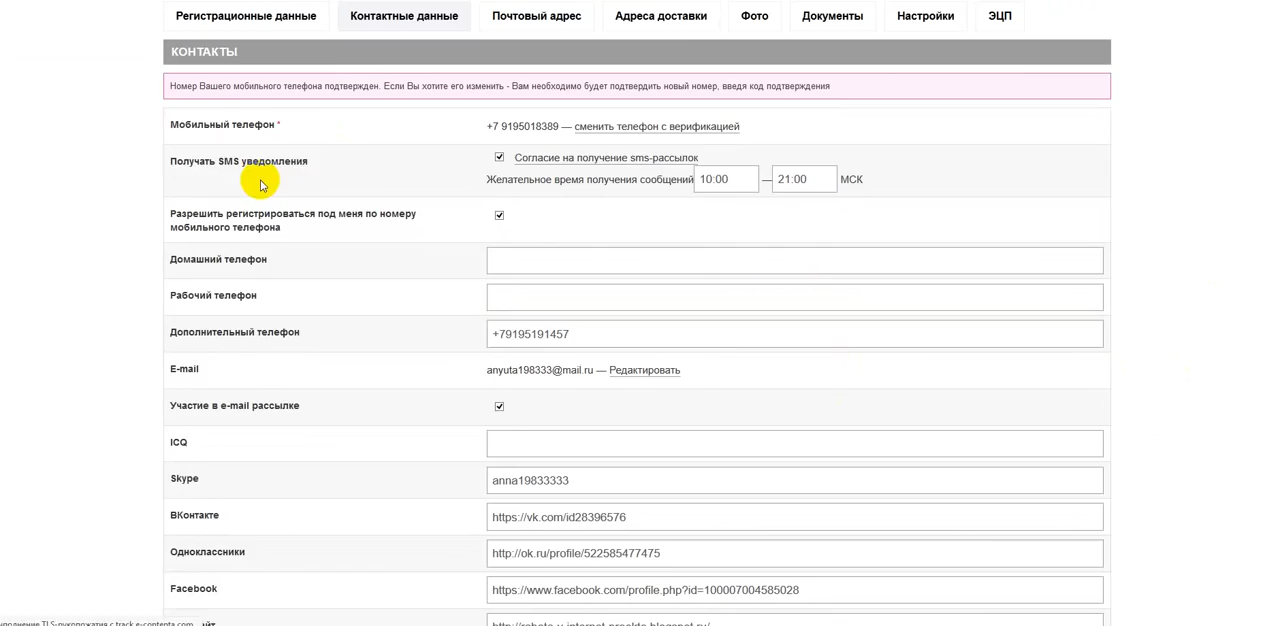 Регистрационные данные Контактные данные Почтовый адрес Адреса доставки Фото Документы Настройки ЭЦП
КОНТАКТЫ
Номер Вашего мобильного телефона подтвержден. Если Вы хотите его изменить - Вам необходимо будет подтвердить новый номер, введя код подтверждения
Мобильный телефон * +7 9195018389 — сменить телефон с верификацией
Получать SMS уведомления Согласие на получение sms-рассылок
Желательное время получения сообщений 10:00 — 21:00 МСК
Разрешить регистрироваться под меня по номеру
мобильного телефона
Домашний телефон
Рабочий телефон
Дополнительный телефон +79195191457
E-mail anyuta198333@mail.ru — Редактировать
Участие в e-mail рассылке
ICQ
Skype anna19833333
ВКонтакте https://vk.com/id28396576
Одноклассники http://ok.ru/profile/522585477475
Facebook https://www.facebook.com/profile.php?id=100007004585028